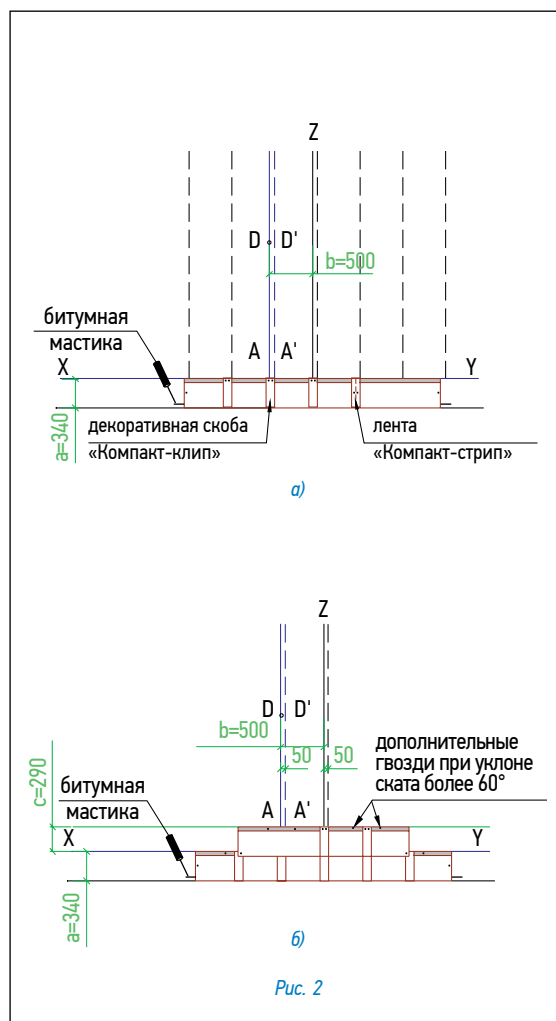 Z
D D'
b=500
битумная
мастика
A A'
X
Y
a=340
декоративная скоба
«Компакт-клип»
лента
«Компакт-стрип»
а)
Z
D D'
b=500
50
50
дополнительные
гвозди при уклоне
ската более 60°
c=290
битумная
мастика
A A'
X
Y
a=340
б)
Рис. 2